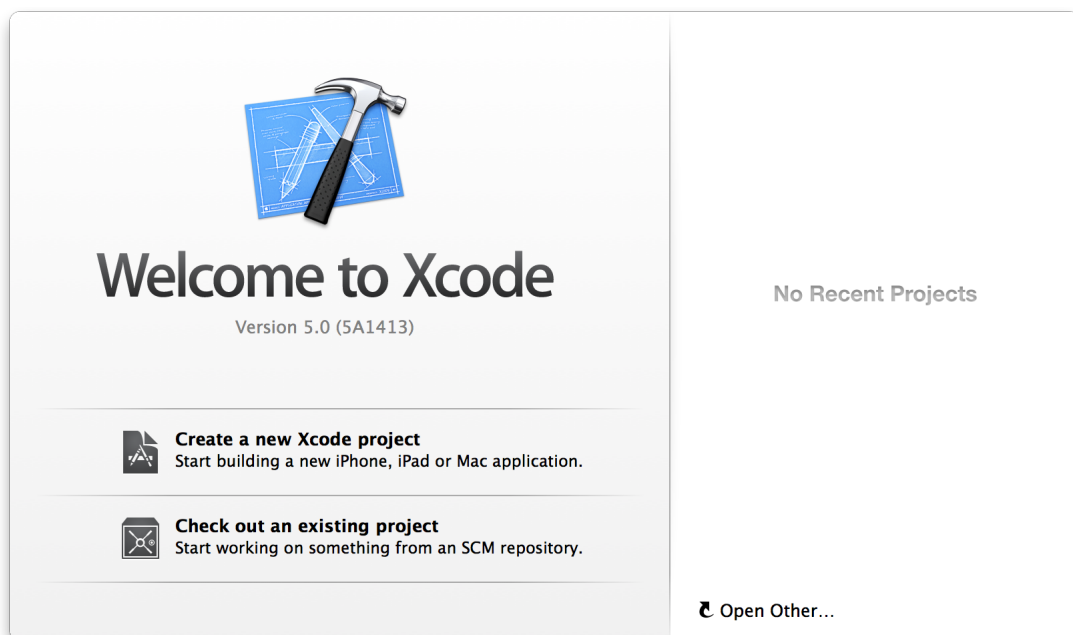 Welcome to Xcode
Version 5.0 (5A1413)
Create a new Xcode project
Start building a new iPhone, iPad or Mac application.
Check out an existing project
Start working on something from an SCM repository.
No Recent Projects
Open Other...